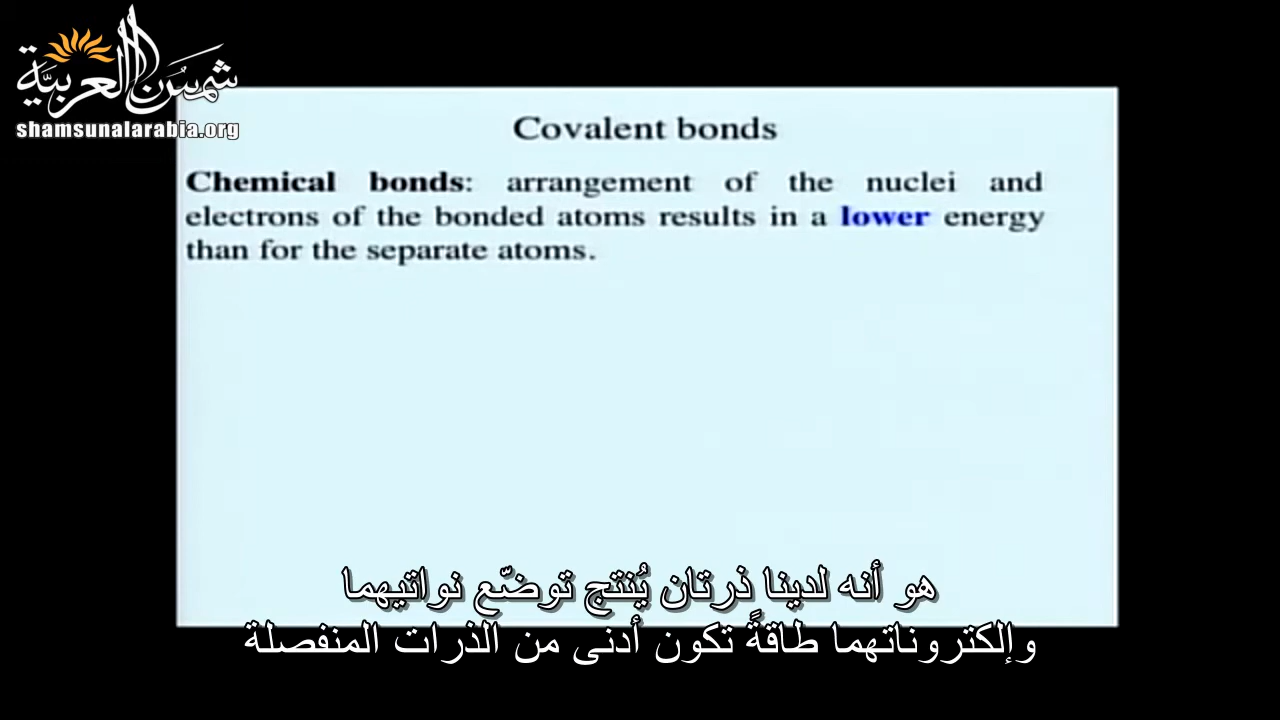 شمسُ العربيّة
shamsunalarabia.org
Covalent bonds
Chemical bonds: arrangement of the nuclei and
electrons of the bonded atoms results in a lower energy
than for the separate atoms.
هو أنه لدينا ذرتان يُنتج توضّع نواتيهما
وإلكتروناتهما طاقةً تكون أدنى من الذرات المنفصلة